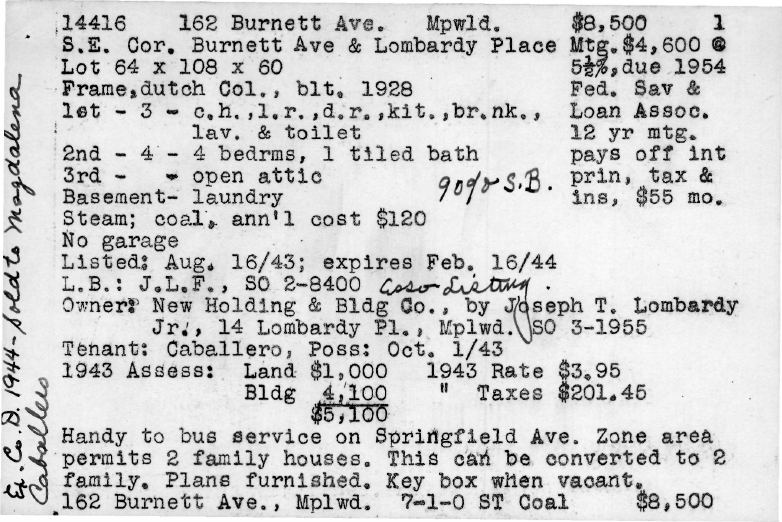 14416 162 Burnett Ave. Mpwld. $8,500 1
S.E. Cor. Burnett Ave & Lombardy Place Mtg.$4,600 @
Lot 64 x 108 x 60 5½%,due 1954
Frame,dutch Col., blt. 1928 Fed. Sav &
1st - 3 - c.h.,l.r.,d.r.,kit.,br.nk., Loan Assoc.
lav. & toilet 12 yr mtg.
2nd - 4 - 4 bedrms, 1 tiled bath pays off int
3rd - - open attic 90% S.B. prin, tax &
Basement- laundry ins, $55 mo.
Steam; coal, ann'l cost $120
No garage
Listed: Aug. 16/43; expires Feb. 16/44
L.B.: J.L.F., SO 2-8400 Listing.
Owner: New Holding & Bldg Co., by Joseph T. Lombardy
Jr., 14 Lombardy Pl., Mplwd. SO 3-1955
Tenant: Caballero, Poss: Oct. 1/43
1943 Assess: Land $1,000 1943 Rate $3.95
Bldg 4,100 " Taxes $201.45
$5,100
Handy to bus service on Springfield Ave. Zone area
permits 2 family houses. This can be converted to 2
family. Plans furnished. Key box when vacant.
162 Burnett Ave., Mplwd. 7-1-0 ST Coal $8,500
Ex. Co. D. 1944- Sold to Magdalena
Caballero